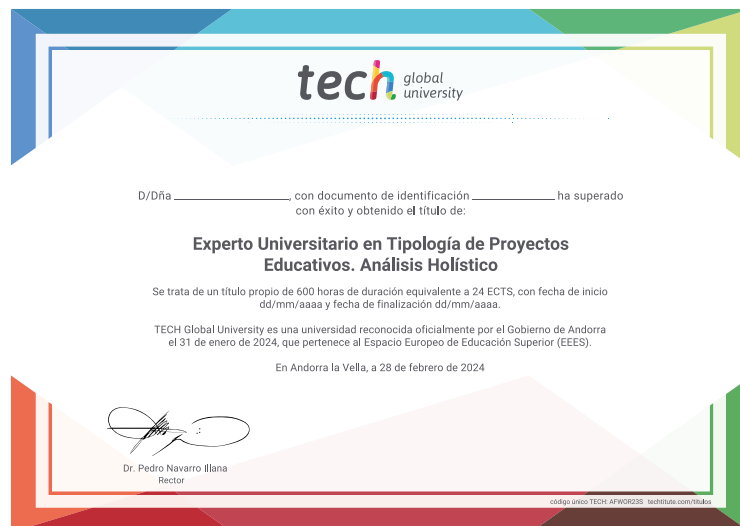 tech global university
D/Dña ____________________, con documento de identificación ______________ ha superado
con éxito y obtenido el título de:
Experto Universitario en Tipología de Proyectos
Educativos. Análisis Holístico
Se trata de un título propio de 600 horas de duración equivalente a 24 ECTS, con fecha de inicio
dd/mm/aaaa y fecha de finalización dd/mm/aaaa.
TECH Global University es una universidad reconocida oficialmente por el Gobierno de Andorra
el 31 de enero de 2024, que pertenece al Espacio Europeo de Educación Superior (EEES).
En Andorra la Vella, a 28 de febrero de 2024
Dr. Pedro Navarro Illana
Rector
código único TECH: AFWOR23S techtitute.com/titulos